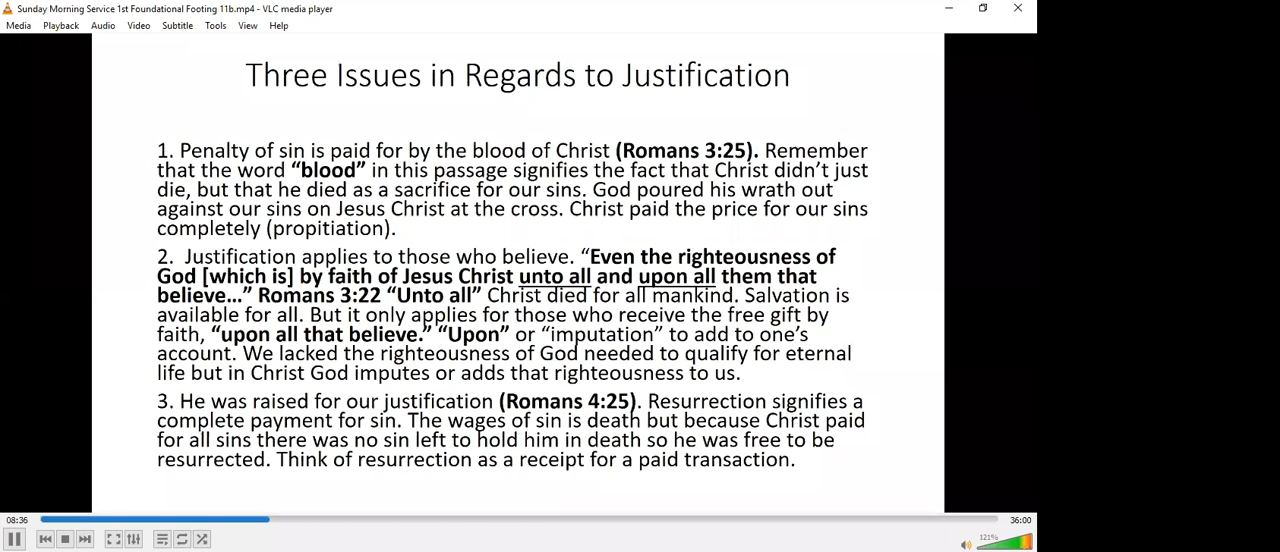 Sunday Morning Service 1st Foundational Footing 11b.mp4 - VLC media player
Media Playback Audio Video Subtitle Tools View Help
Three Issues in Regards to Justification
1. Penalty of sin is paid for by the blood of Christ (Romans 3:25). Remember
that the word “blood” in this passage signifies the fact that Christ didn’t just
die, but that he died as a sacrifice for our sins. God poured his wrath out
against our sins on Jesus Christ at the cross. Christ paid the price for our sins
completely (propitiation).
2. Justification applies to those who believe. “Even the righteousness of
God [which is] by faith of Jesus Christ unto all and upon all them that
believe…” Romans 3:22 “Unto all” Christ died for all mankind. Salvation is
available for all. But it only applies for those who receive the free gift by
faith, “upon all that believe.” “Upon” or “imputation” to add to one’s
account. We lacked the righteousness of God needed to qualify for eternal
life but in Christ God imputes or adds that righteousness to us.
3. He was raised for our justification (Romans 4:25). Resurrection signifies a
complete payment for sin. The wages of sin is death but because Christ paid
for all sins there was no sin left to hold him in death so he was free to be
resurrected. Think of resurrection as a receipt for a paid transaction.
08:36 36:00
121%